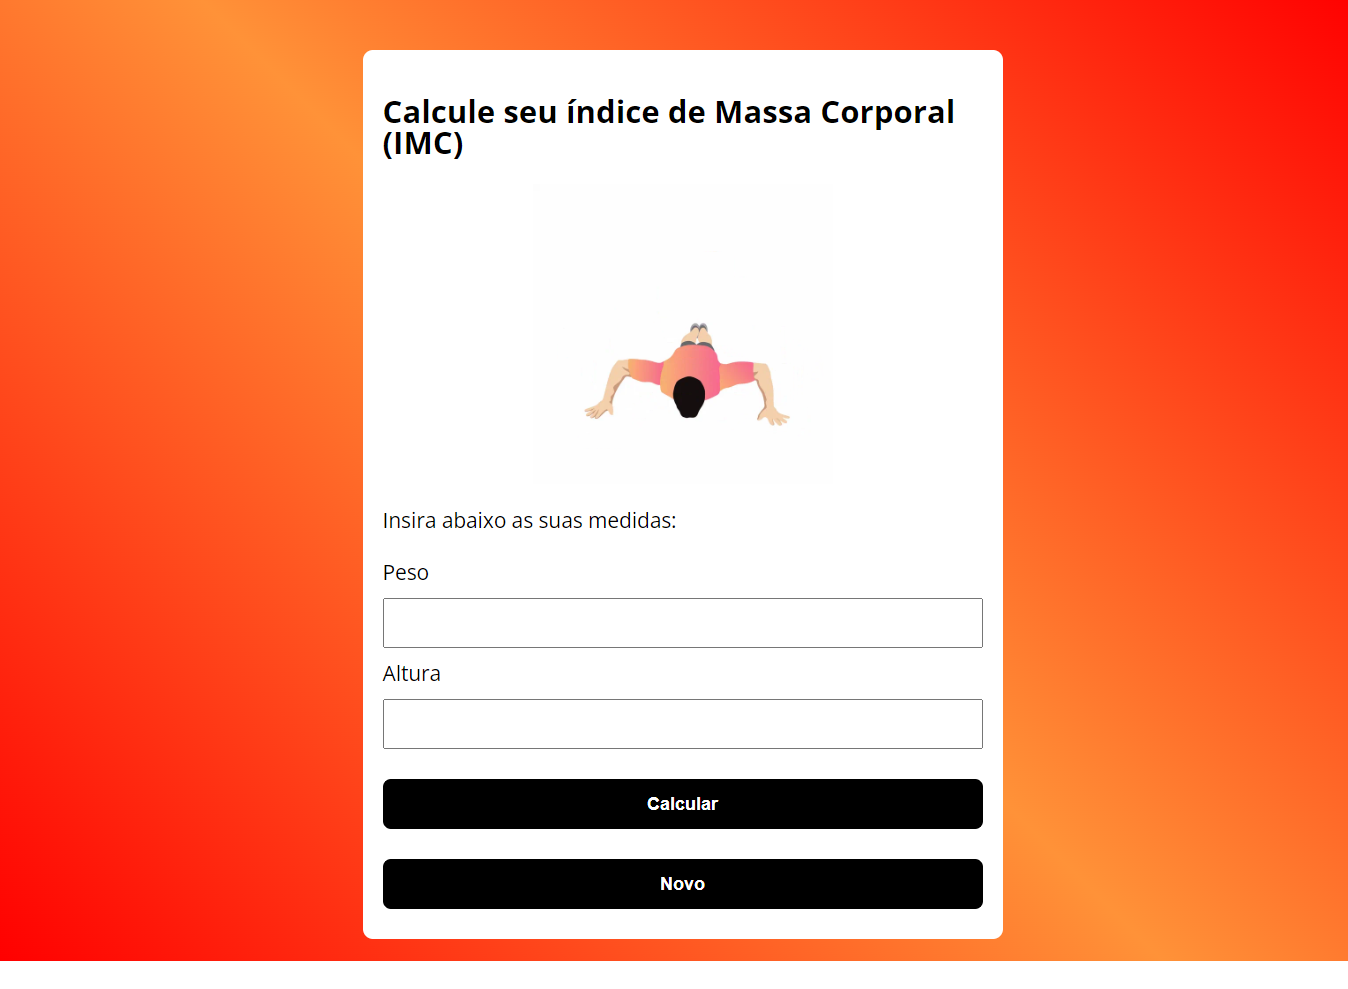 Calcule seu índice de Massa Corporal
(IMC)
Insira abaixo as suas medidas:
Peso
Altura
Calcular
Novo